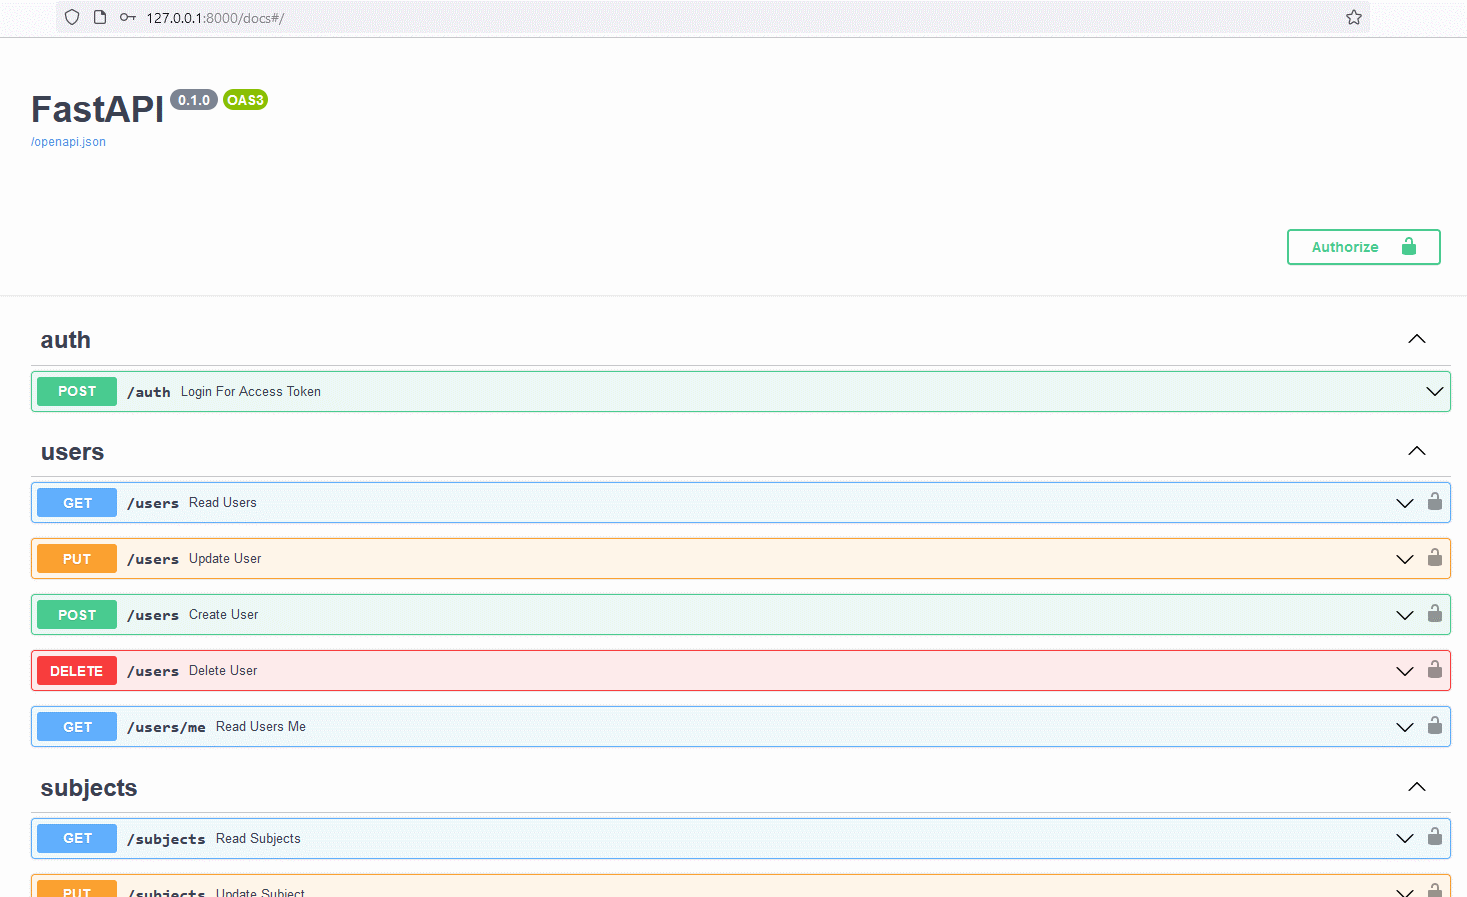 127.0.0.1:8000/docs#/
FastAPI 0.1.0 OAS3
/openapi.json
Authorize
auth
POST /auth Login For Access Token
users
GET /users Read Users
PUT /users Update User
POST /users Create User
DELETE /users Delete User
GET /users/me Read Users Me
subjects
GET /subjects Read Subjects
PUT /subjects Update Subject